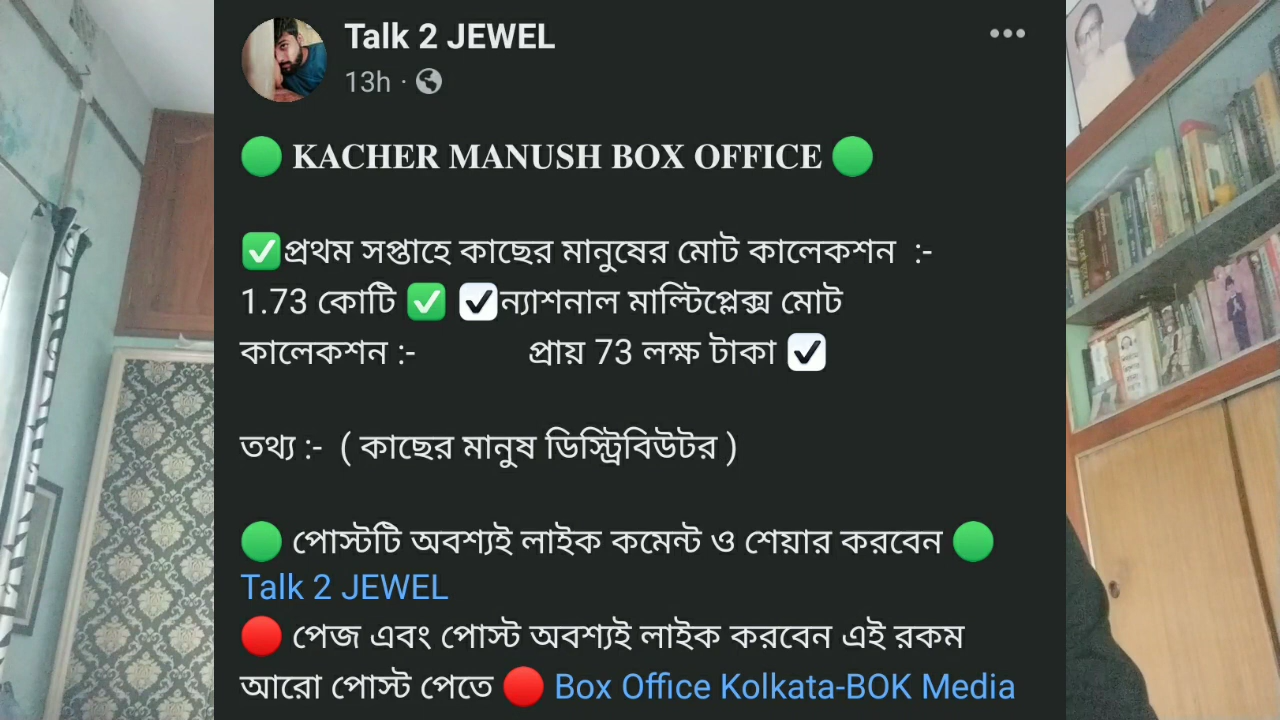 Talk 2 JEWEL
13h ·
KACHER MANUSH BOX OFFICE
প্রথম সপ্তাহে কাছের মানুষের মোট কালেকশন :-
1.73 কোটি ন্যাশনাল মাল্টিপ্লেক্স মোট
কালেকশন :- প্রায় 73 লক্ষ টাকা
তথ্য :- ( কাছের মানুষ ডিস্ট্রিবিউটর )
পোস্টটি অবশ্যই লাইক কমেন্ট ও শেয়ার করবেন
Talk 2 JEWEL
পেজ এবং পোস্ট অবশ্যই লাইক করবেন এই রকম
আরো পোস্ট পেতে Box Office Kolkata-BOK Media